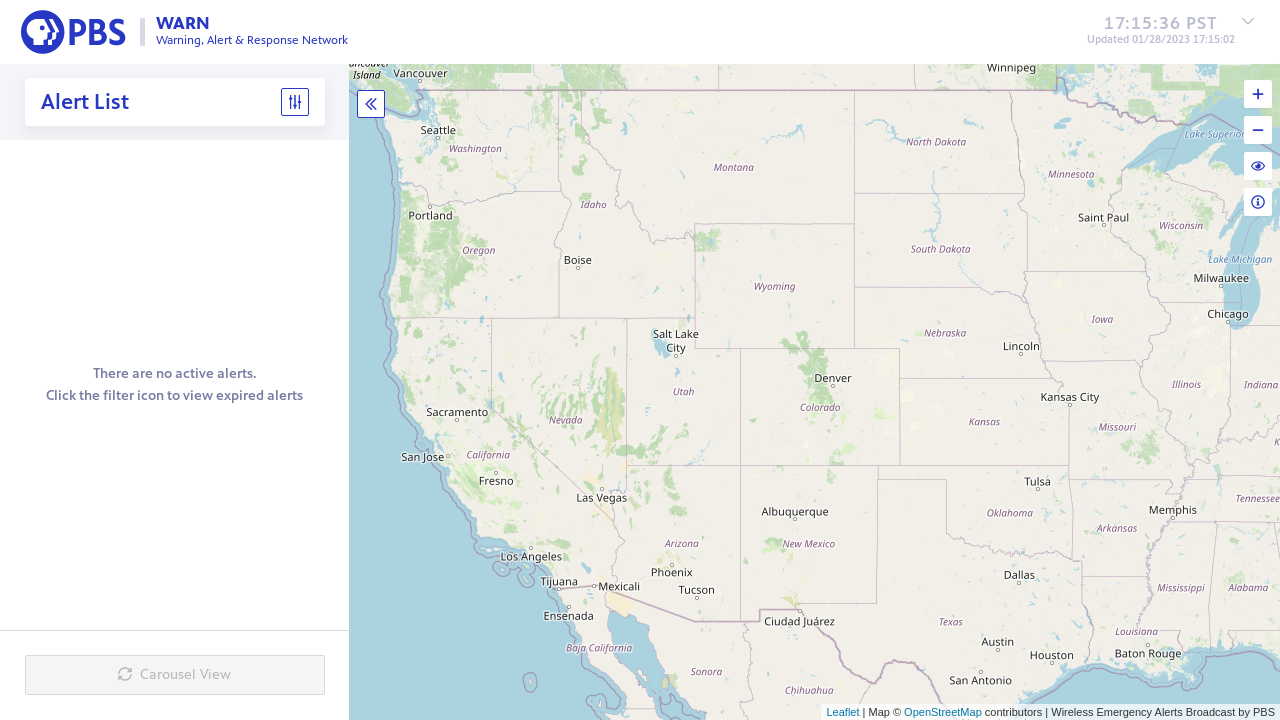 PBS
WARN
Warning, Alert & Response Network
17:15:36 PST
Updated 01/28/2023 17:15:02
Alert List
There are no active alerts.
Click the filter icon to view expired alerts
Carousel View
Island
Vancouver
Winnipeg
Seattle
Washington
Montana
North Dakota
Lake Superior
Minnesota
Portland
Idaho
Saint Paul
Wisconsin
Oregon
Boise
South Dakota
Lake Michigan
Milwaukee
Wyoming
Chicago
Iowa
Salt Lake
City
Nebraska
Lincoln
Denver
Utah
Colorado
Illinois
Indiana
Kansas City
Sacramento
Nevada
Kansas
Missouri
San Jose
California
Fresno
Las Vegas
Tulsa
Tennessee
Albuquerque
Memphis
Oklahoma
Arkansas
Arizona
New Mexico
Los Angeles
Phoenix
Dallas
Tijuana
Mexicali
Tucson
Mississippi
Alabama
Ensenada
Ciudad Juárez
Texas
Louisiana
Baja California
Austin
Houston
Baton Rouge
Sonora
San Antonio
Chihuahua
Leaflet | Map © OpenStreetMap contributors | Wireless Emergency Alerts Broadcast by PBS